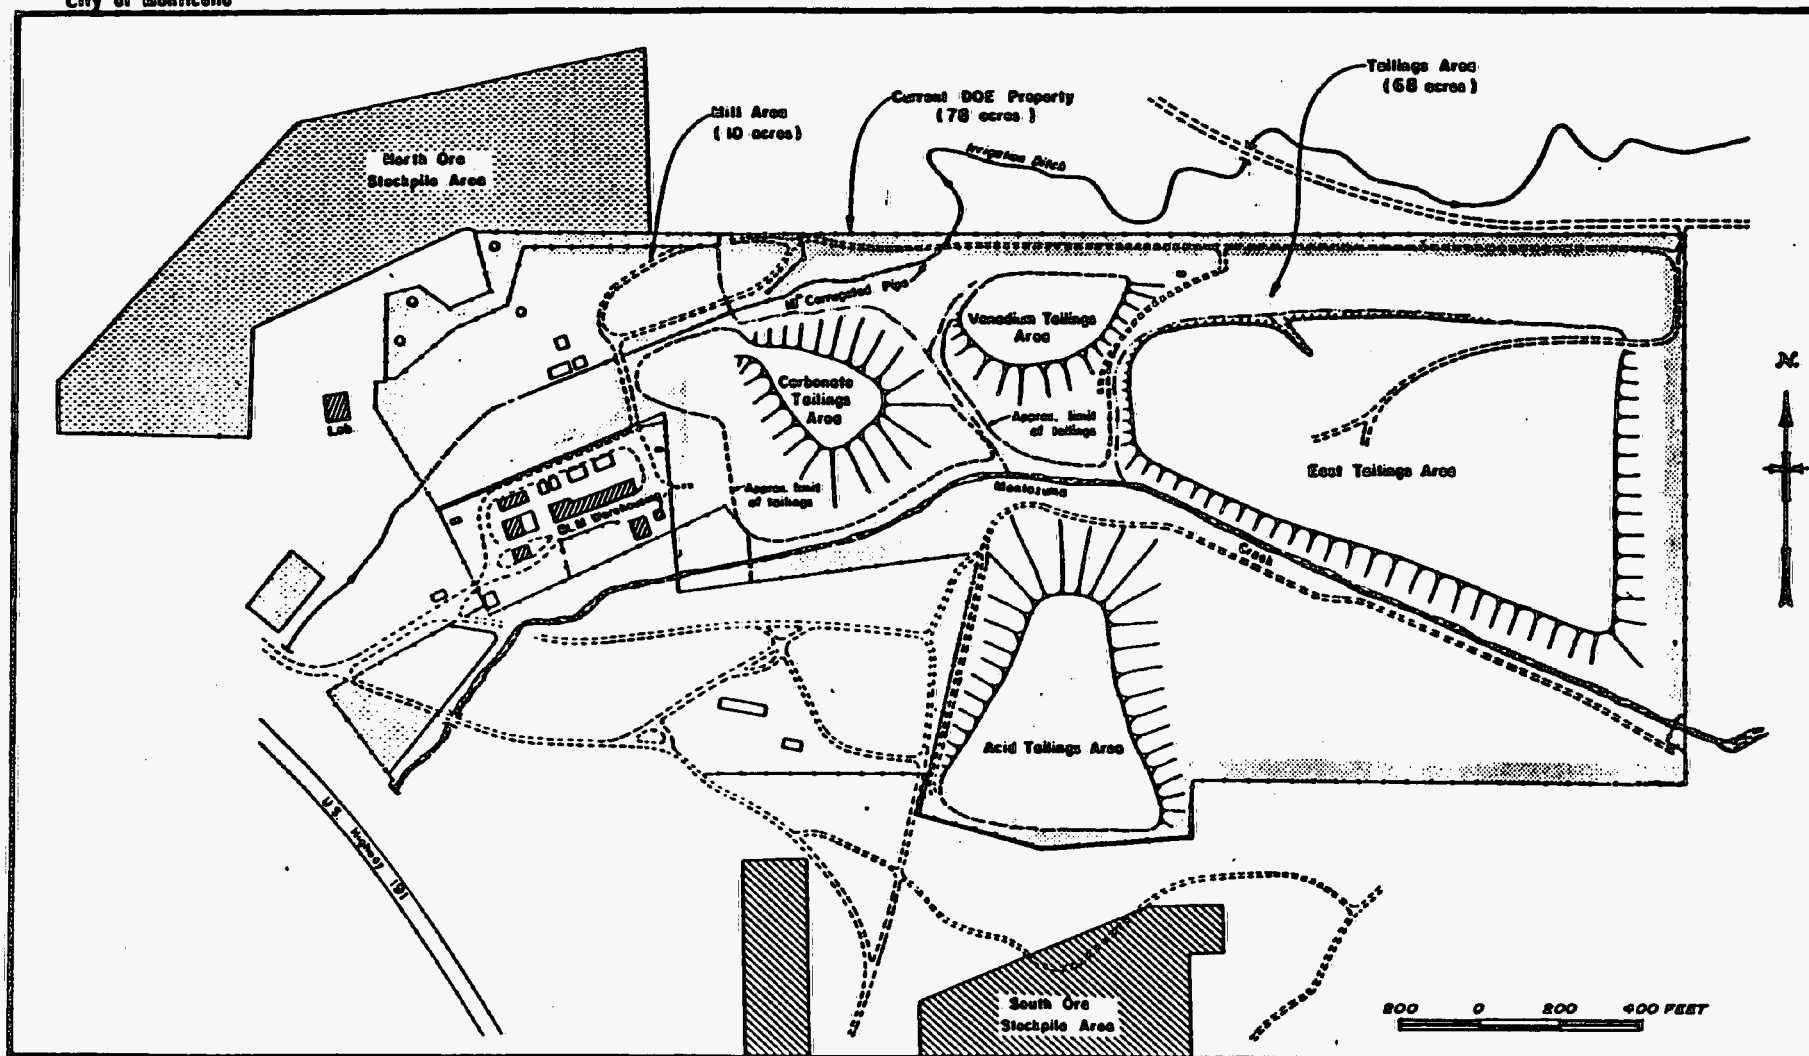 City of Monticello
Tailings Area
(68 acres)
Current DOE Property
(78 acres)
Mill Area
(10 acres)
North Ore
Stockpile Area
Irrigation Ditch
Corrugated Pipe
Vanadium Tailings
Area
Carbonate
Tailings
Area
N
Lab
Approx. limit
of tailings
East Tailings Area
Approx. limit
of tailings
Montezuma
BLM Warehousing
Creek
Acid Tailings Area
U.S. Highway 191
South Ore
Stockpile Area
200 0 200 400 FEET